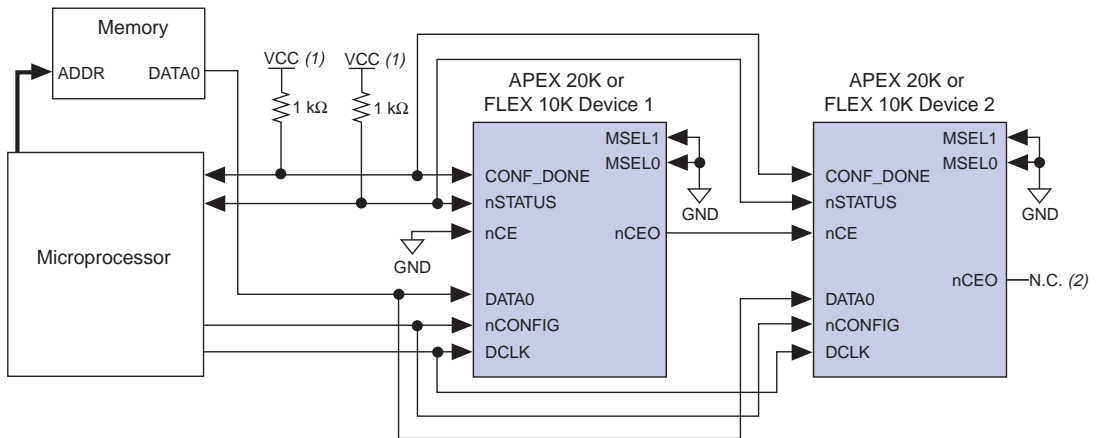 Memory
ADDR
DATA0
VCC (1)
1 kΩ
VCC (1)
1 kΩ
Microprocessor
APEX 20K or
FLEX 10K Device 1
MSEL1
MSEL0
GND
CONF_DONE
nSTATUS
nCE
GND
nCEO
DATA0
nCONFIG
DCLK
APEX 20K or
FLEX 10K Device 2
MSEL1
MSEL0
GND
CONF_DONE
nSTATUS
nCE
nCEO
N.C. (2)
DATA0
nCONFIG
DCLK